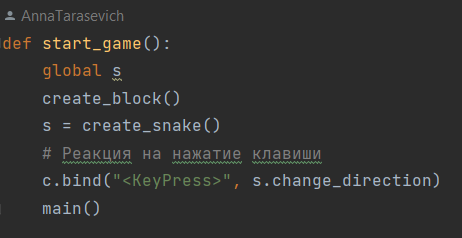 AnnaTarasevich
def start_game():
    global s
    create_block()
    s = create_snake()
    # Реакция на нажатие клавиши
    c.bind("<KeyPress>", s.change_direction)
    main()